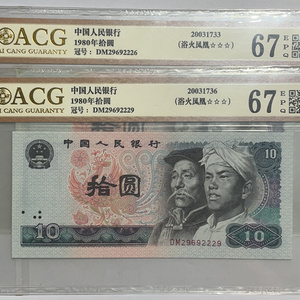 ACG
AI CANG GUARANTY
中国人民银行
1980年拾圆
冠号：DM29692226
20031733
(浴火凤凰☆☆☆)
67 EPQ
ACG
AI CANG GUARANTY
中国人民银行
1980年拾圆
冠号：DM29692229
20031736
(浴火凤凰☆☆☆)
67 EPQ
中国人民银行
10
拾圆
10
DM29692229
10